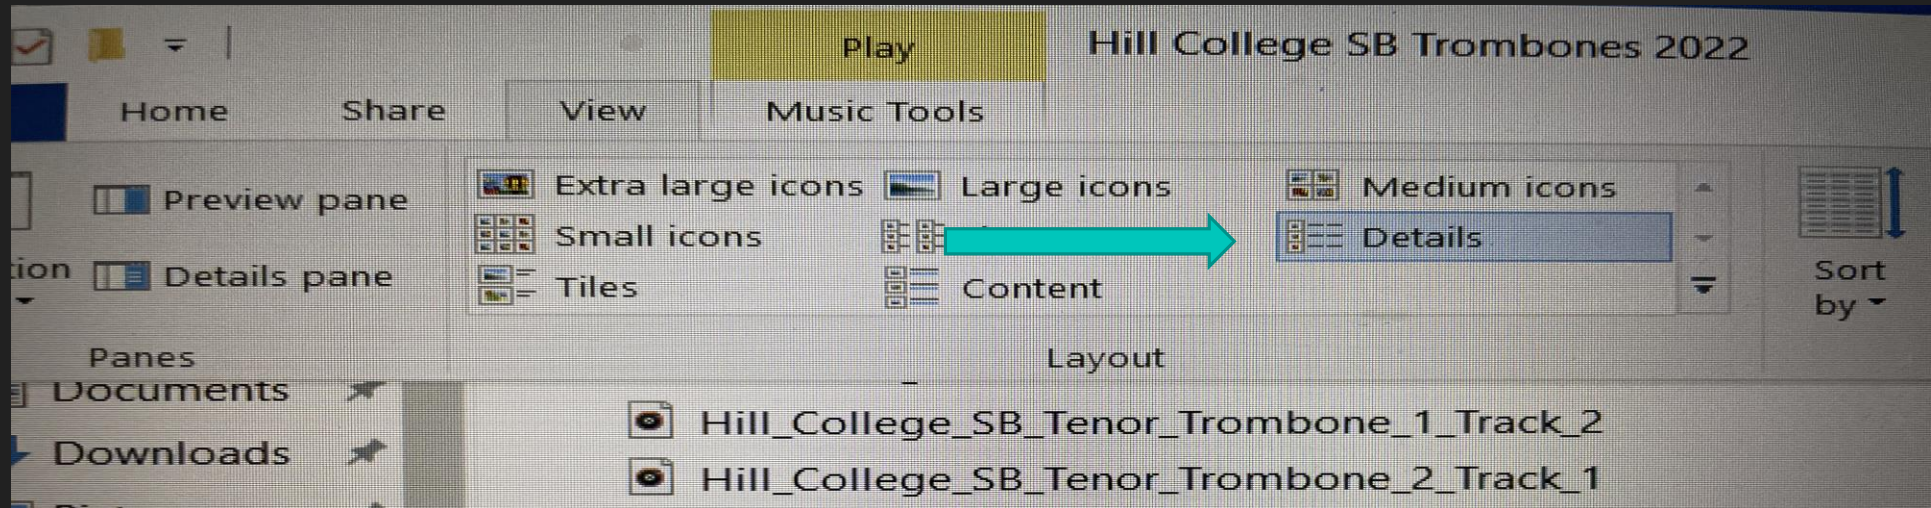 Play
Hill College SB Trombones 2022
Home
Share
View
Music Tools
Preview pane
Extra large icons
Large icons
Medium icons
Small icons
Details
tion
Details pane
Tiles
Content
Sort
by
Panes
Layout
Documents
Hill_College_SB_Tenor_Trombone_1_Track_2
Downloads
Hill_College_SB_Tenor_Trombone_2_Track_1